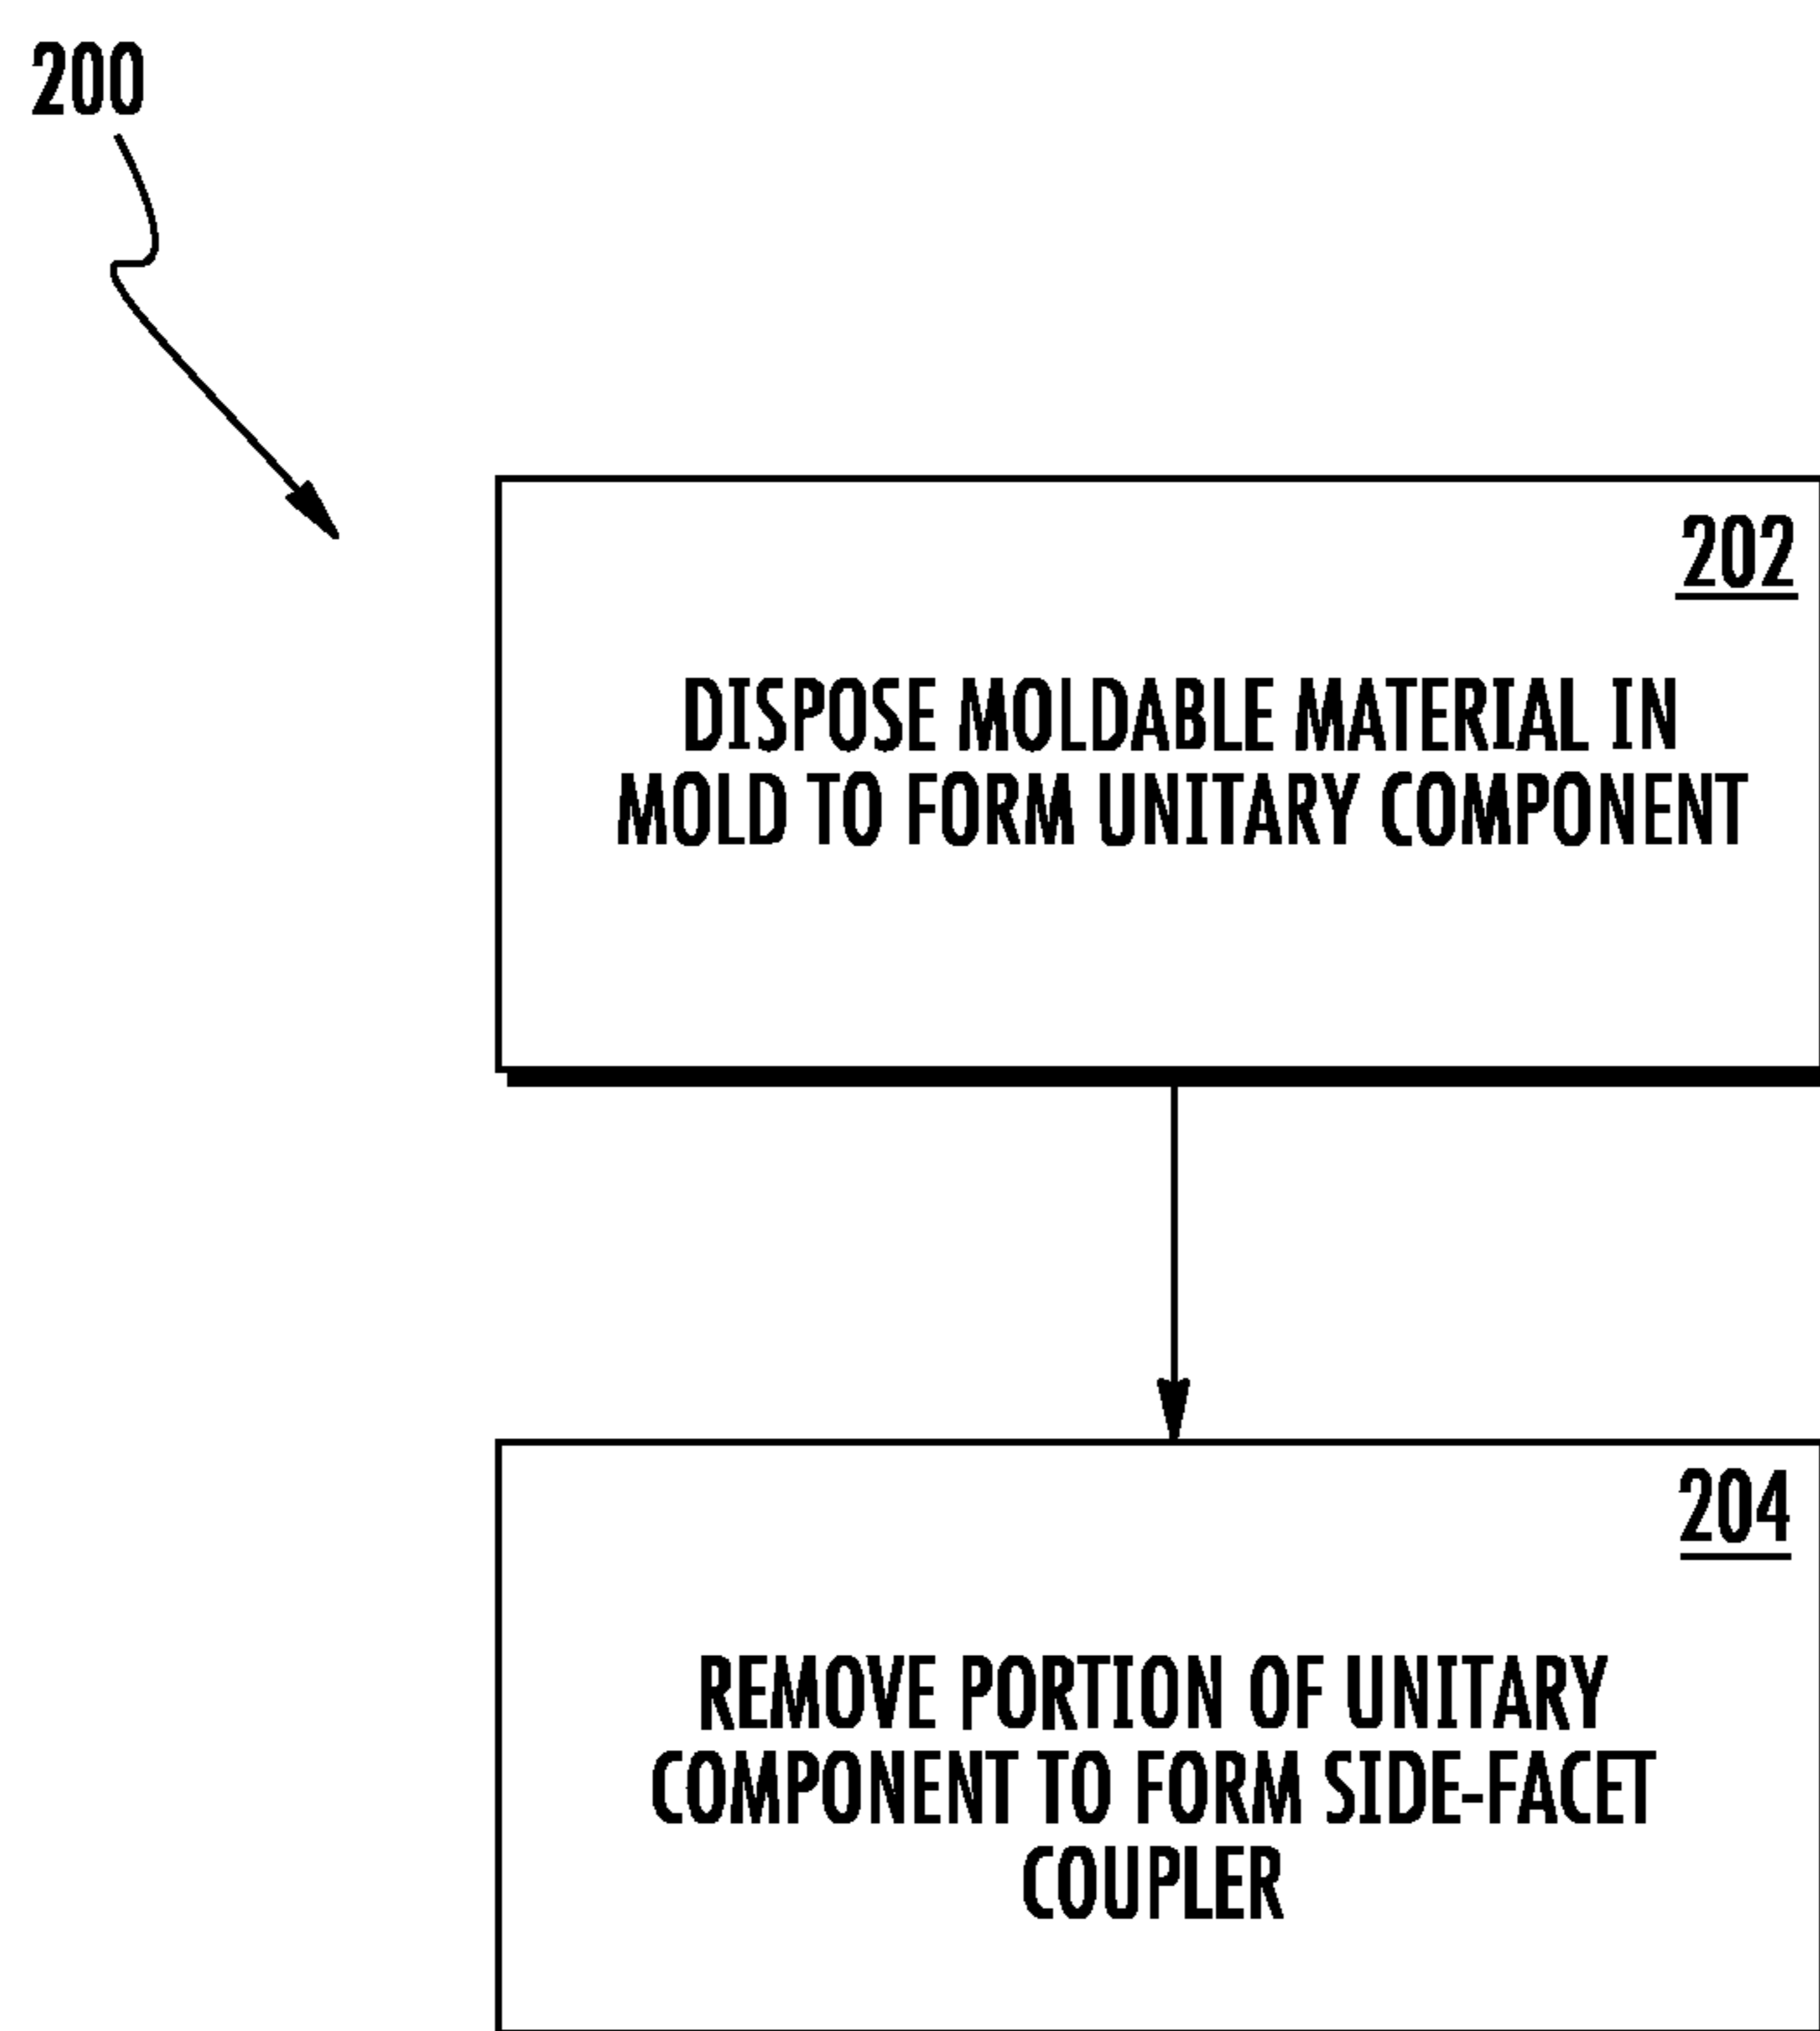 200
202
DISPOSE MOLDABLE MATERIAL IN
MOLD TO FORM UNITARY COMPONENT
204
REMOVE PORTION OF UNITARY
COMPONENT TO FORM SIDE-FACET
COUPLER